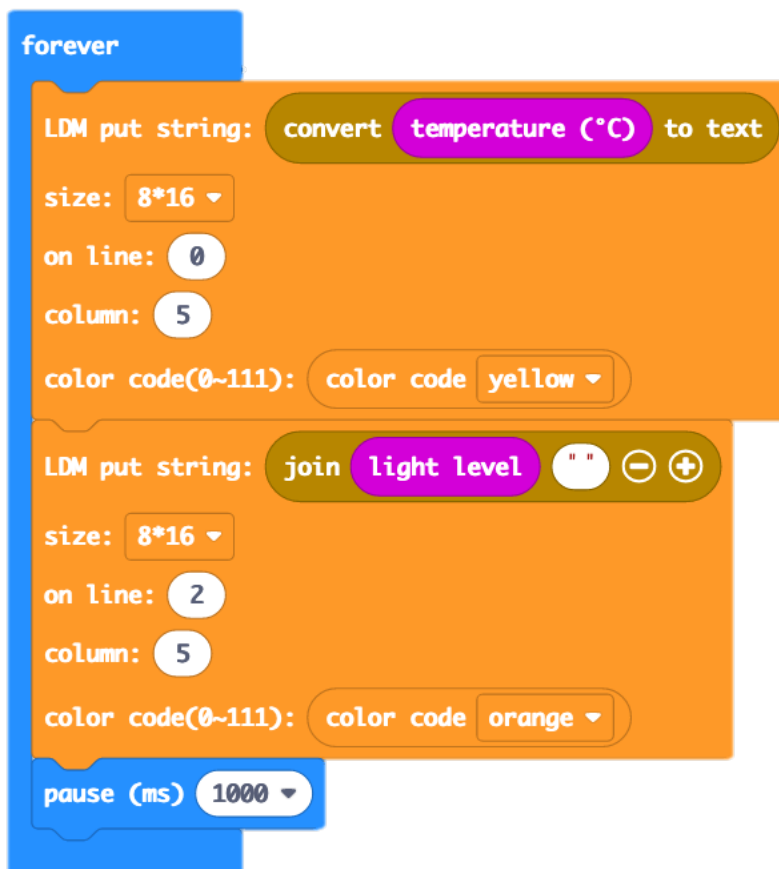 forever
LDM put string: convert temperature (°C) to text
size: 8*16
on line: 0
column: 5
color code(0~111): color code yellow
LDM put string: join light level " "
size: 8*16
on line: 2
column: 5
color code(0~111): color code orange
pause (ms) 1000